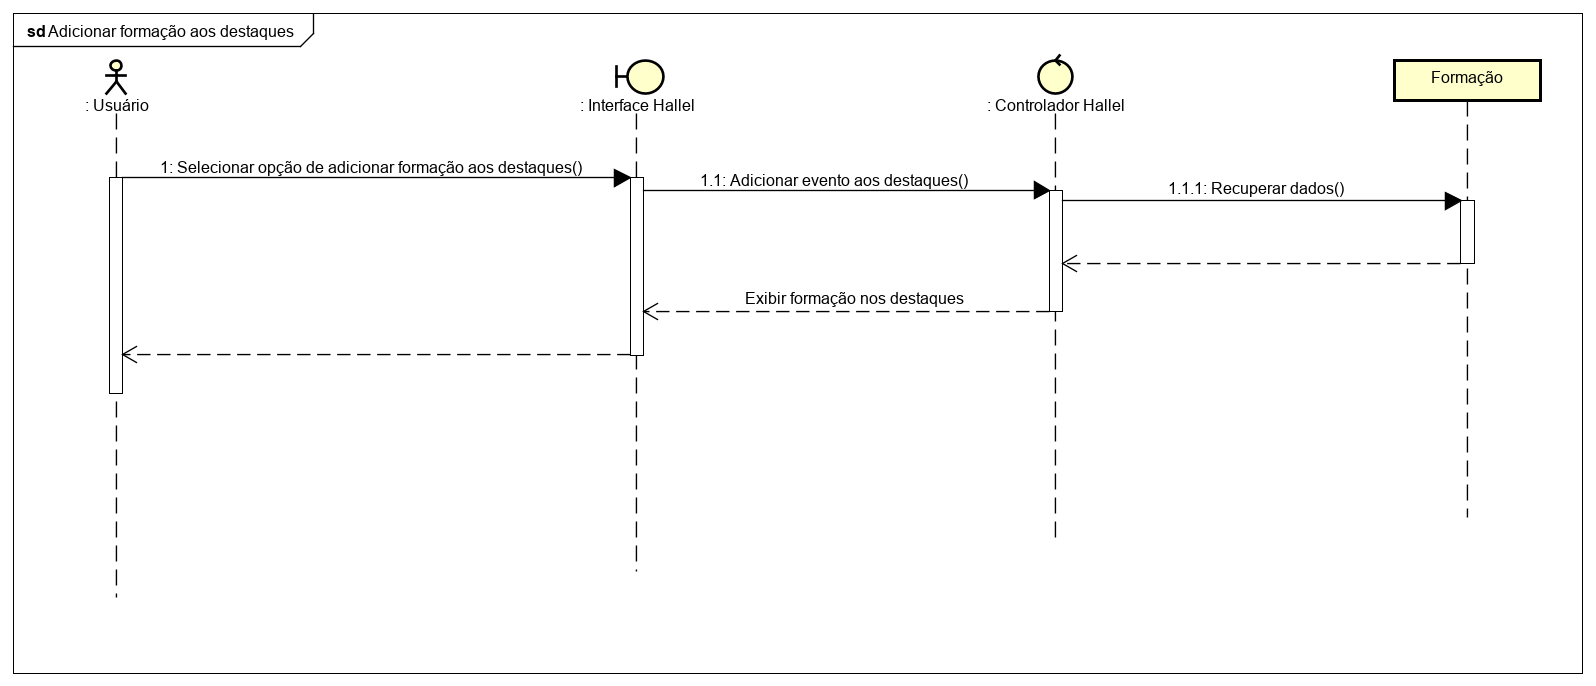 sd Adicionar formação aos destaques
: Usuário
: Interface Hallel
: Controlador Hallel
Formação
1: Selecionar opção de adicionar formação aos destaques()
1.1: Adicionar evento aos destaques()
1.1.1: Recuperar dados()
Exibir formação nos destaques